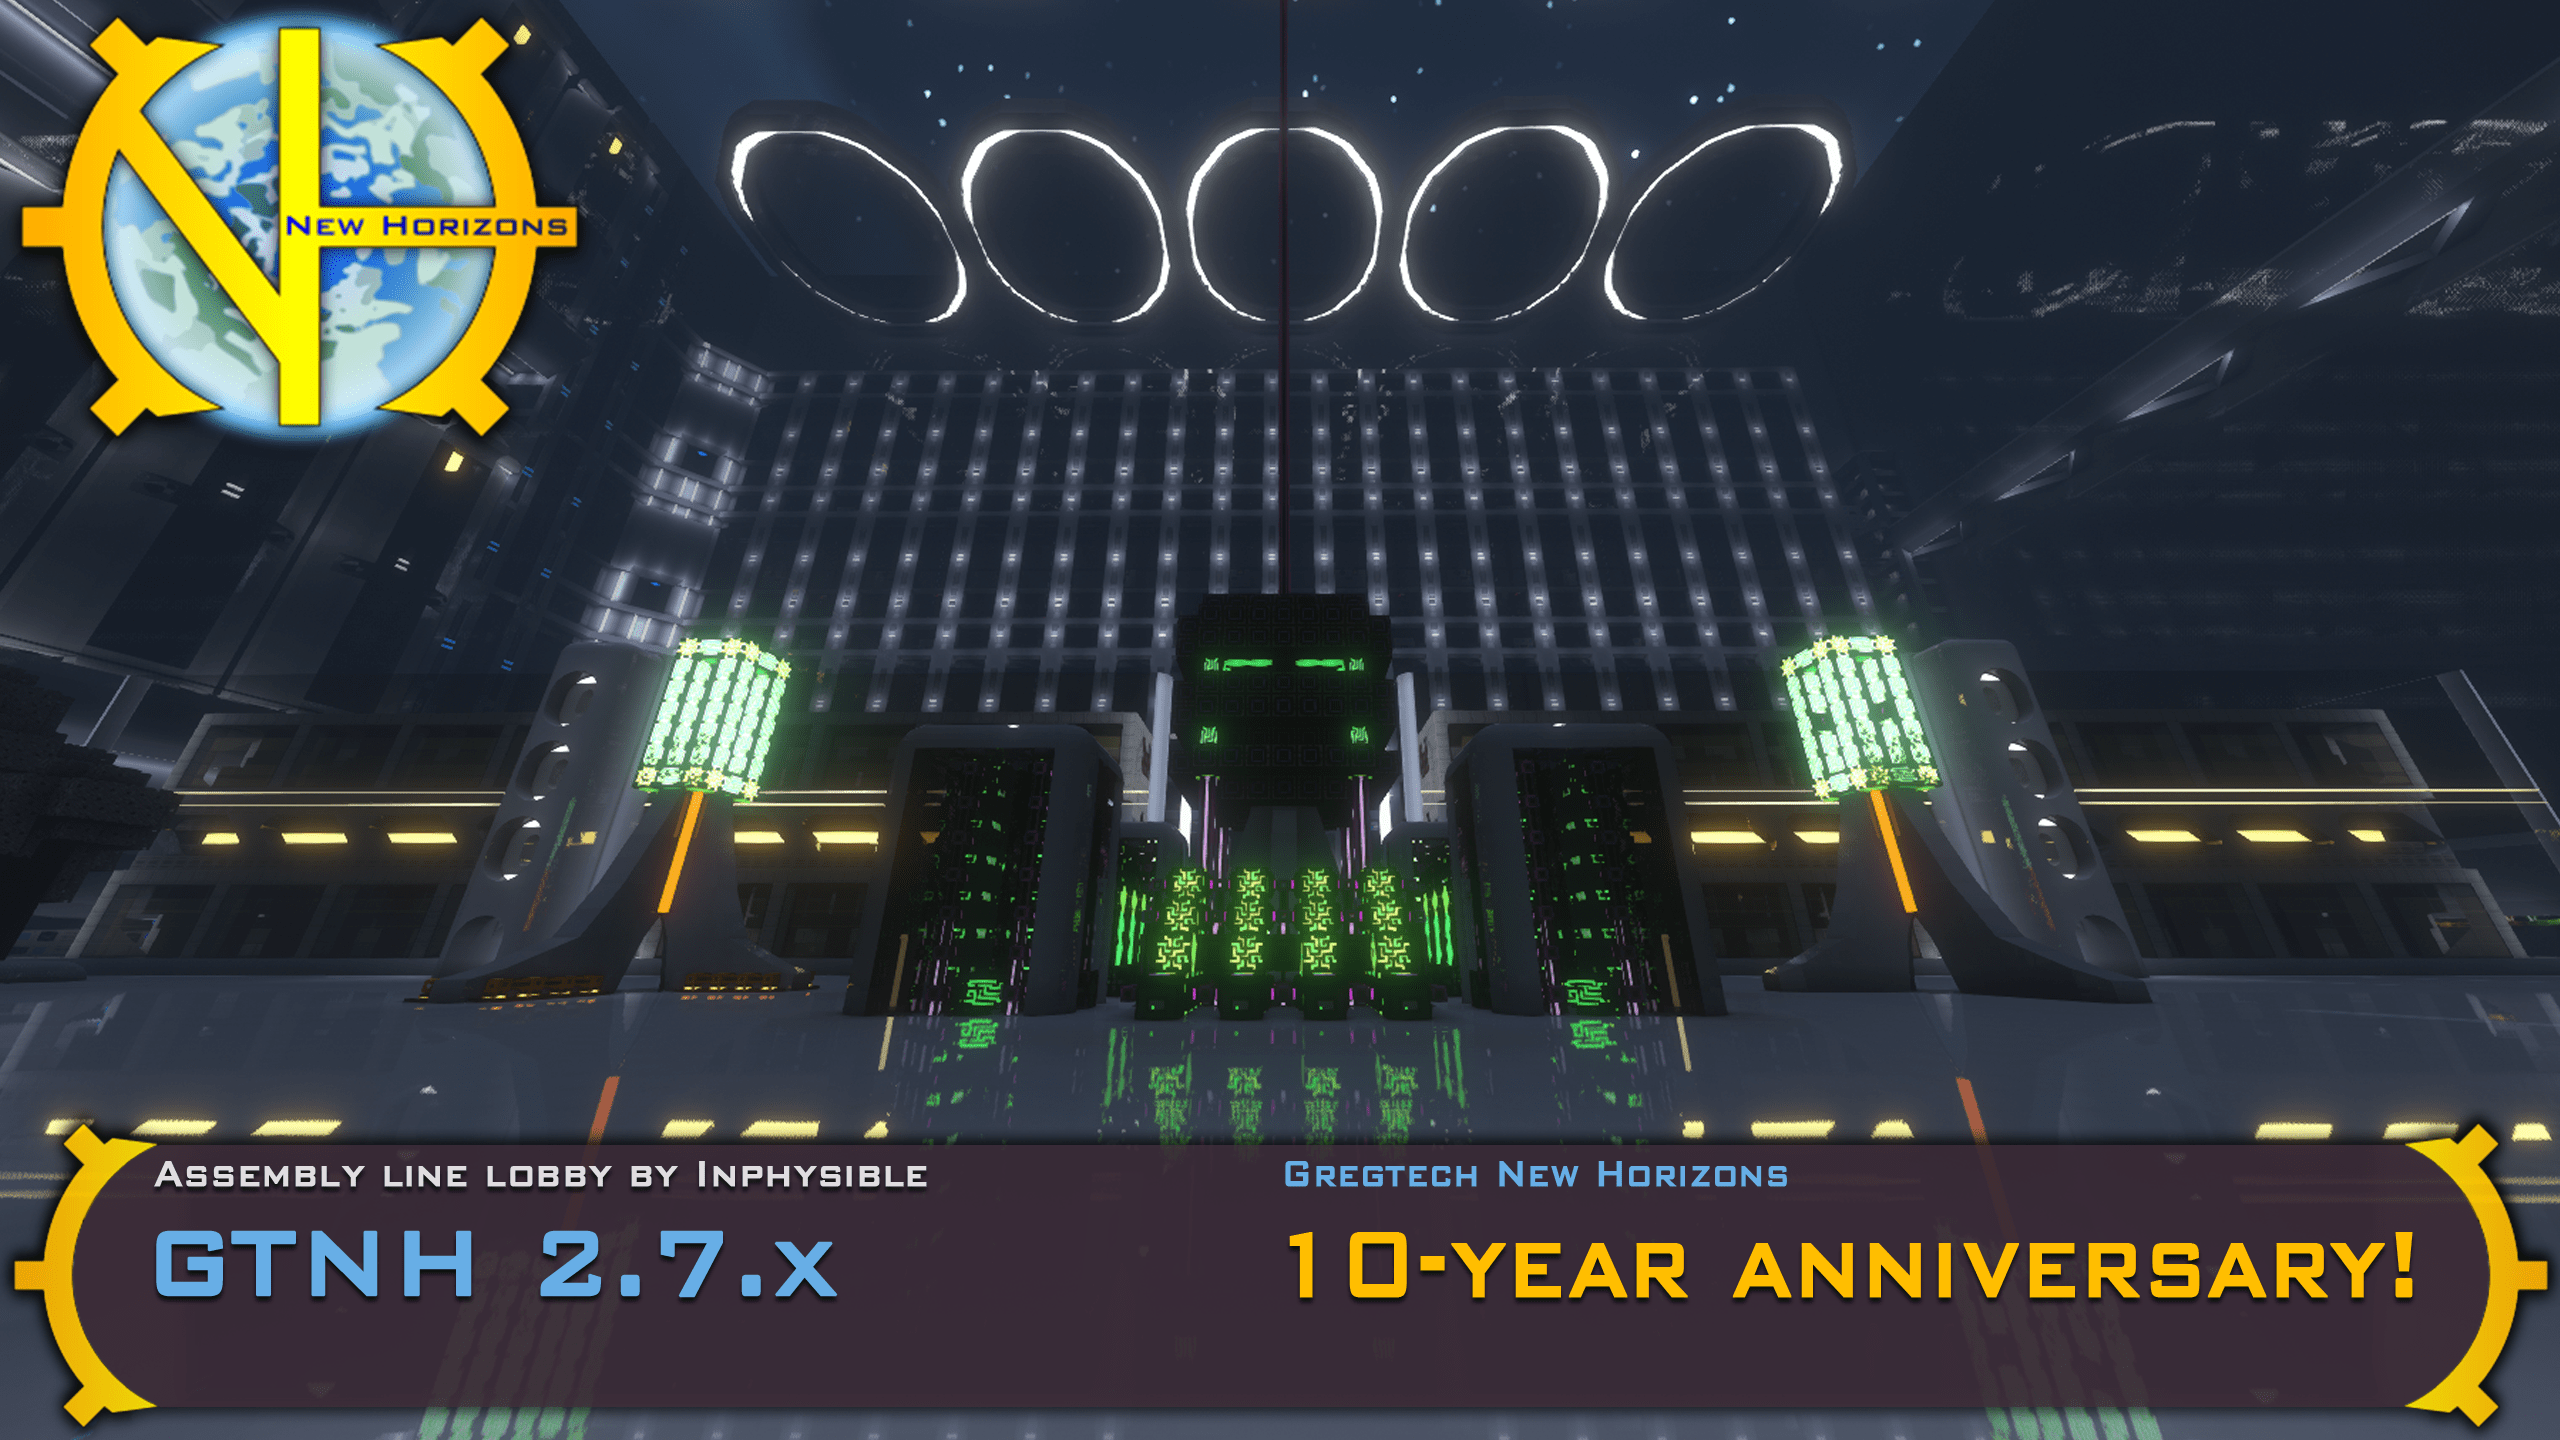 New Horizons
Assembly line lobby by Inphysible
GTNH 2.7.x
Gregtech New Horizons
10-year anniversary!